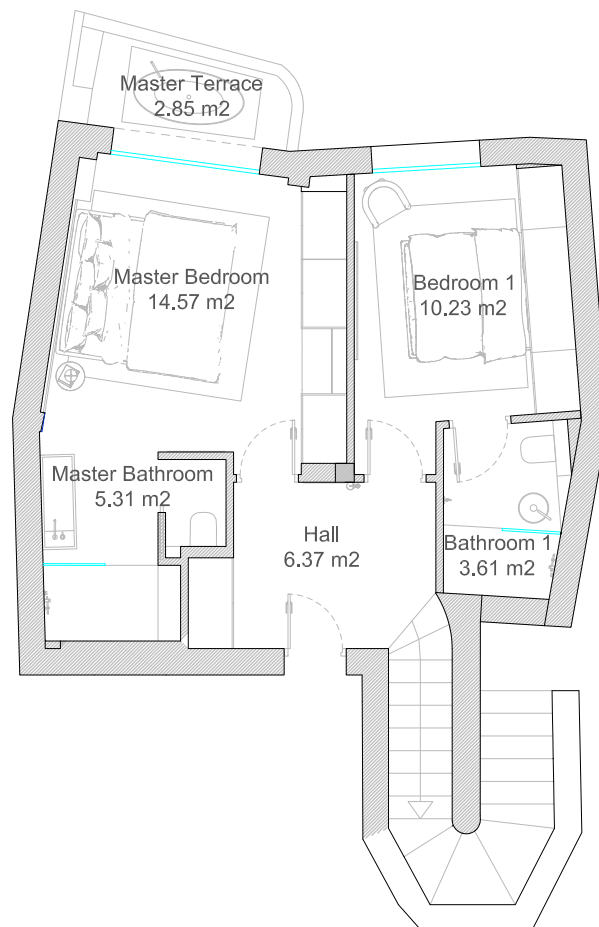 Master Terrace
2.85 m2
Master Bedroom
14.57 m2
Bedroom 1
10.23 m2
Master Bathroom
5.31 m2
Hall
6.37 m2
Bathroom 1
3.61 m2